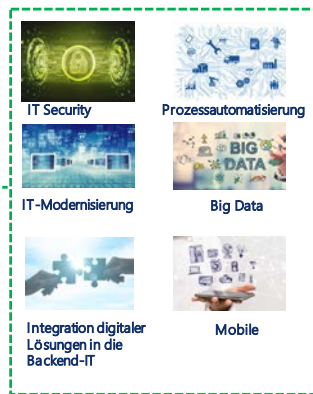 IT Security
Prozessautomatisierung
BIG
DATA
IT-Modernisierung
Big Data
Integration digitaler
Lösungen in die
Backend-IT
Mobile